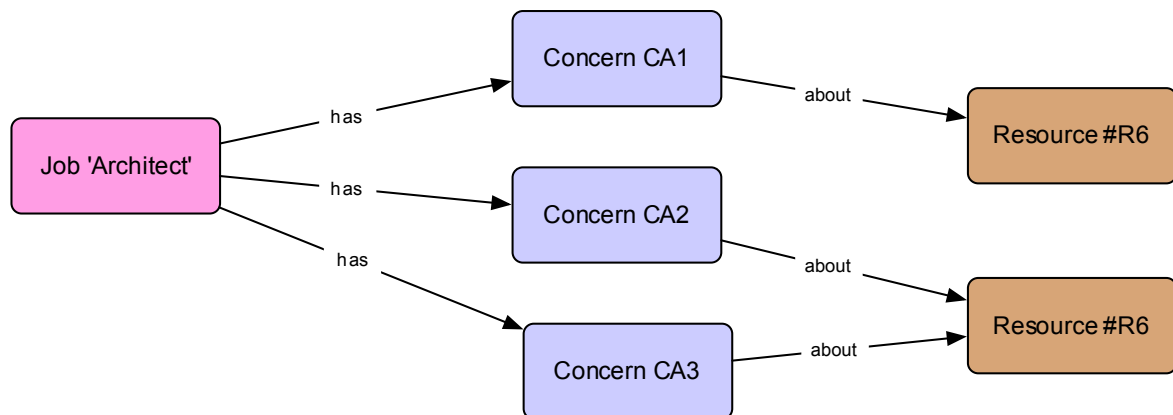 Concern CA1
about
has
Resource #R6
Job 'Architect'
has
Concern CA2
has
about
Resource #R6
about
Concern CA3